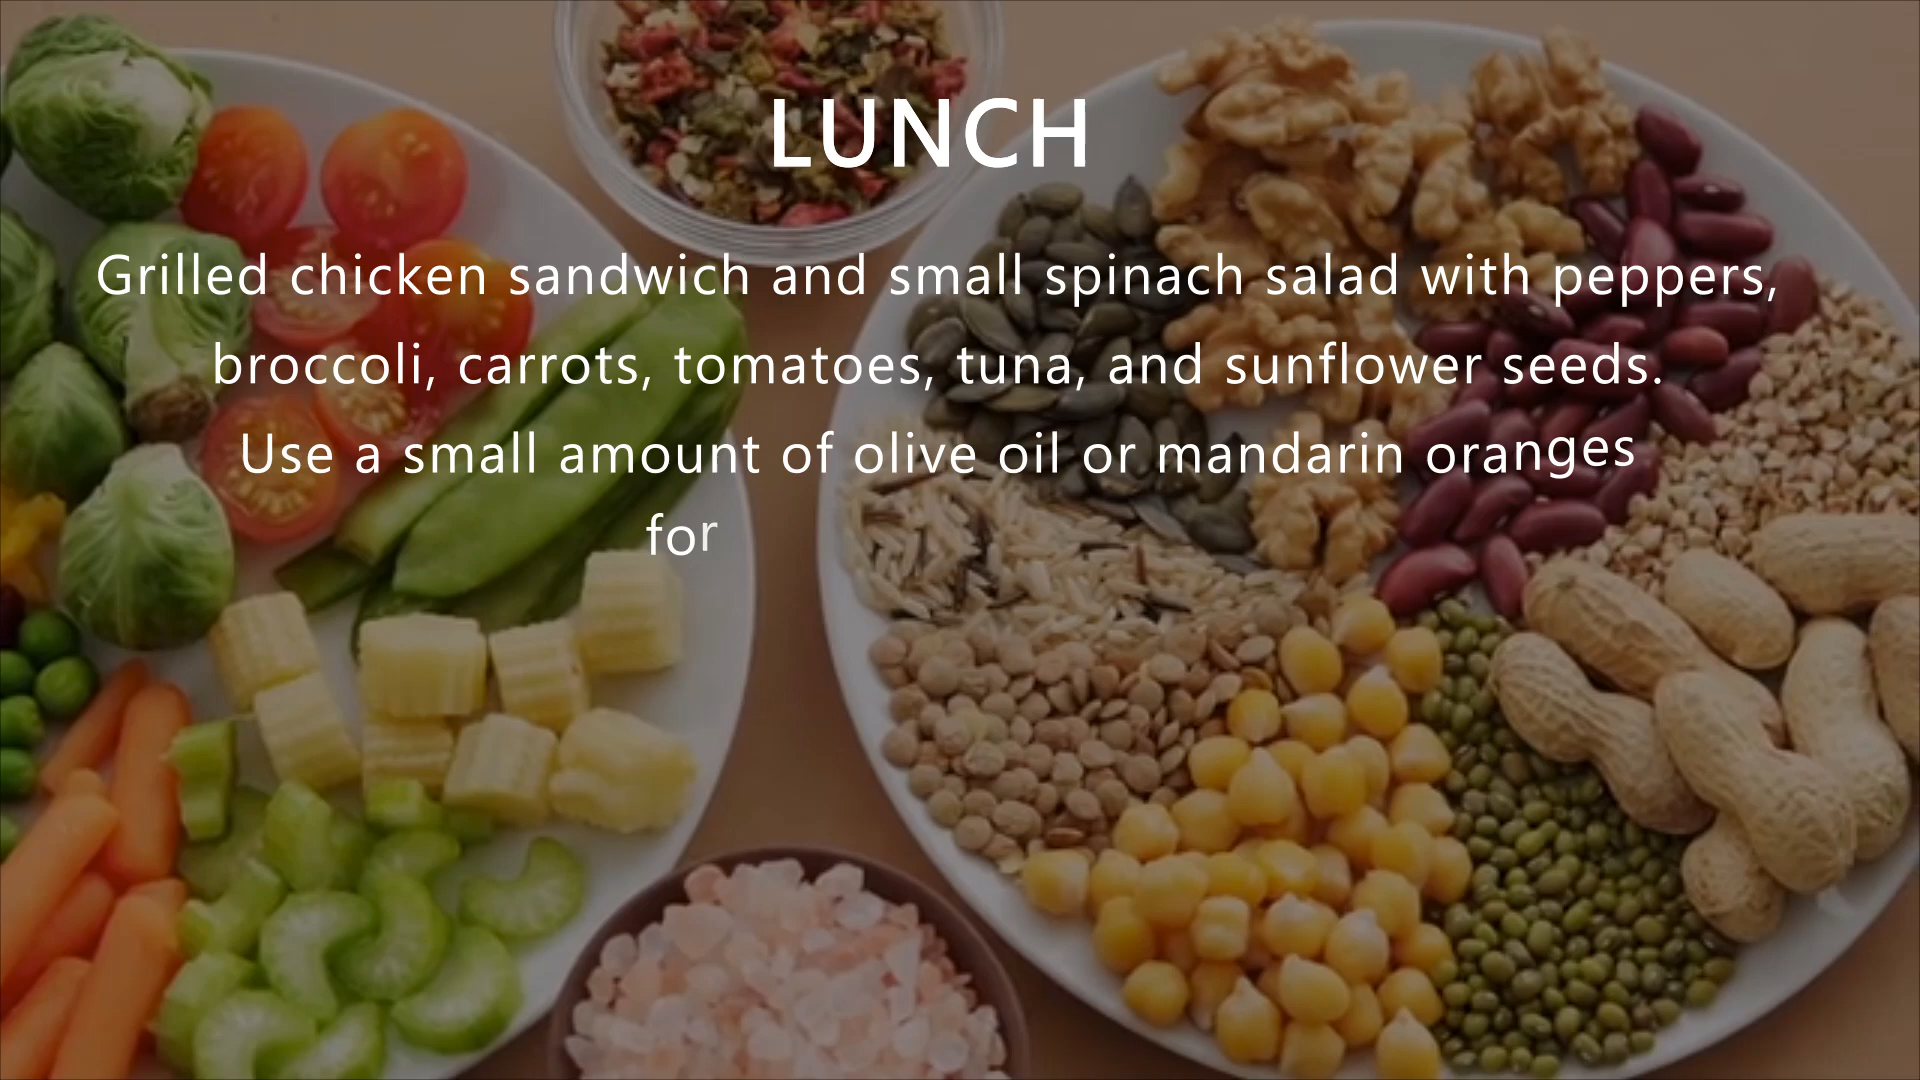 LUNCH
Grilled chicken sandwich and small spinach salad with peppers,
broccoli, carrots, tomatoes, tuna, and sunflower seeds.
Use a small amount of olive oil or mandarin oranges
for